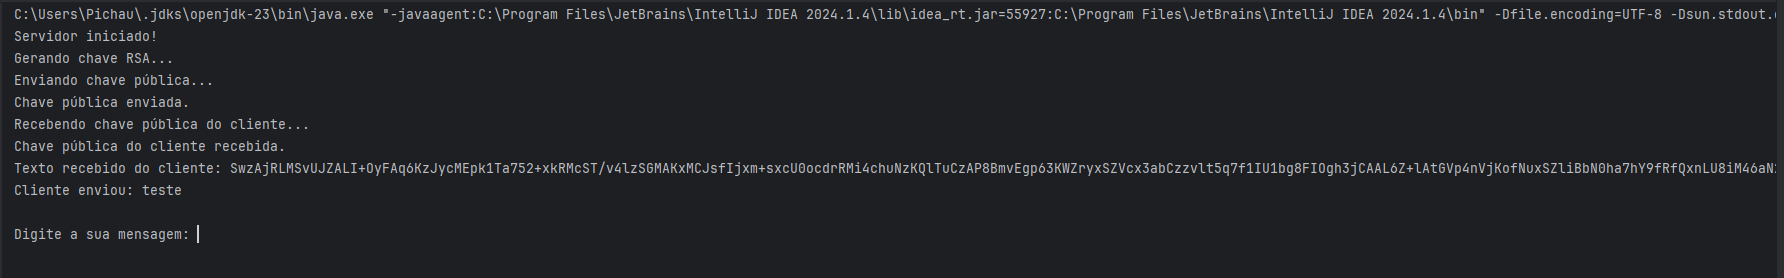 C:\Users\Pichau\.jdks\openjdk-23\bin\java.exe "-javaagent:C:\Program Files\JetBrains\IntelliJ IDEA 2024.1.4\lib\idea_rt.jar=55927:C:\Program Files\JetBrains\IntelliJ IDEA 2024.1.4\bin" -Dfile.encoding=UTF-8 -Dsun.stdout.
Servidor iniciado!
Gerando chave RSA...
Enviando chave pública...
Chave pública enviada.
Recebendo chave pública do cliente...
Chave pública do cliente recebida.
Texto recebido do cliente: SwzAjRLMSvUJZALI+OyFAq6KzJycMEpk1Ta752+xkRMcST/v4lzSGMAKxMCJsfIjxm+sxcU0ocdrRMi4chuNzKQlTuCzAP8BmvEgp63KWZryxSZVcx3abCzzvlt5q7f1IU1bg8FIOgh3jCAAL6Z+lAtGVp4nVjKofNuxSZliBbN0ha7hY9fRfQxnLU8iM46aN
Cliente enviou: teste
Digite a sua mensagem: